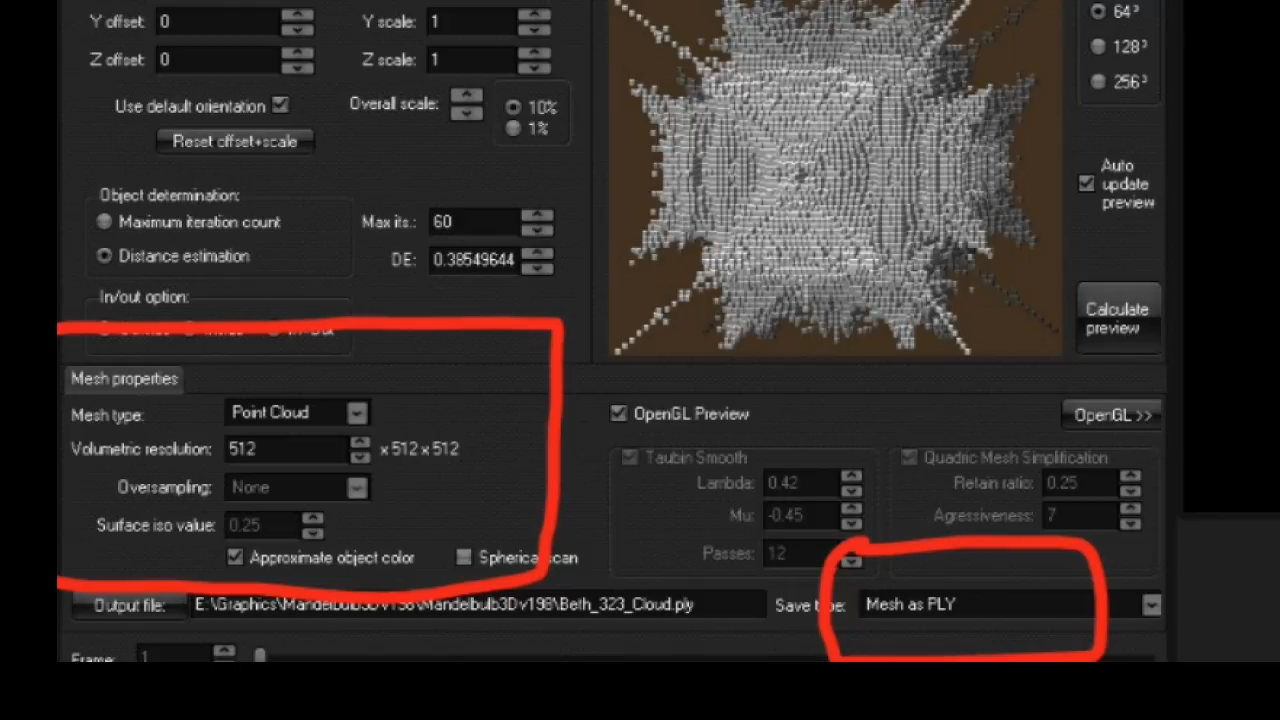 Y offset: 0 Y scale: 1
Z offset: 0 Z scale: 1
Use default orientation Overall scale: 10%
1%
Reset offset+scale
Object determination:
Maximum iteration count Max its.: 60
Distance estimation DE: 0.38549644
In/out option:
64³
128³
256³
Auto
update
preview
Calculate
preview
Mesh properties
Mesh type: Point Cloud
Volumetric resolution: 512 x 512 x 512
Oversampling: None
Surface iso value: 0.25
Approximate object color Spherical scan
OpenGL Preview OpenGL >>
Taubin Smooth Quadric Mesh Simplification
Lambda: 0.42 Retain ratio: 0.25
Mu: -0.45 Agressiveness: 7
Passes: 12
Output file: E:\Graphics\Mandelbulb3Dv198\Mandelbulb3Dv198\Beth_323_Cloud.ply Save type: Mesh as PLY
Frame: 1